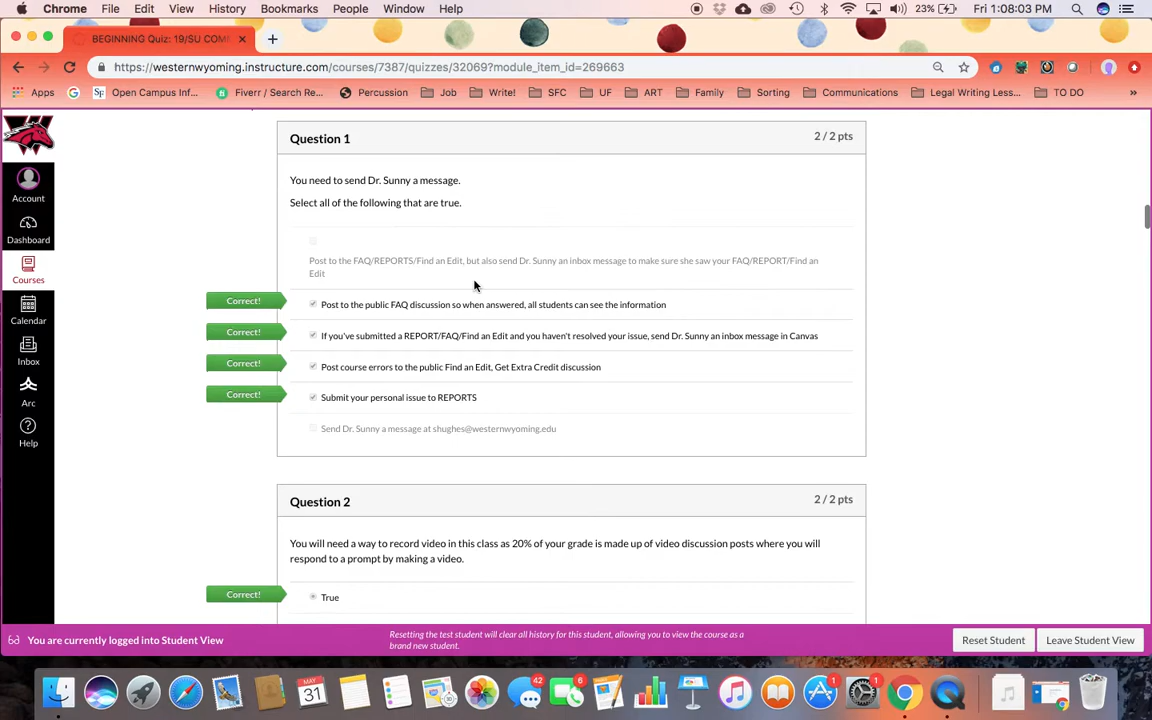 Chrome File Edit View History Bookmarks People Window Help 23% Fri 1:08:03 PM
BEGINNING Quiz: 19/SU COM
https://westernwyoming.instructure.com/courses/7387/quizzes/32069?module_item_id=269663
Apps Open Campus Inf... Fiverr / Search Re... Percussion Job Write! SFC UF ART Family Sorting Communications Legal Writing Less... TO DO »
Question 1 2 / 2 pts
You need to send Dr. Sunny a message.
Select all of the following that are true.
Post to the FAQ/REPORTS/Find an Edit, but also send Dr. Sunny an inbox message to make sure she saw your FAQ/REPORT/Find an
Edit
Correct! Post to the public FAQ discussion so when answered, all students can see the information
Correct! If you've submitted a REPORT/FAQ/Find an Edit and you haven't resolved your issue, send Dr. Sunny an inbox message in Canvas
Correct! Post course errors to the public Find an Edit, Get Extra Credit discussion
Correct! Submit your personal issue to REPORTS
Send Dr. Sunny a message at shughes@westernwyoming.edu
Account
Dashboard
Courses
Calendar
Inbox
Arc
Help
Question 2 2 / 2 pts
You will need a way to record video in this class as 20% of your grade is made up of video discussion posts where you will
respond to a prompt by making a video.
Correct! True
You are currently logged into Student View
Resetting the test student will clear all history for this student, allowing you to view the course as a
brand new student.
Reset Student Leave Student View
MAY
31
42
6
1
1